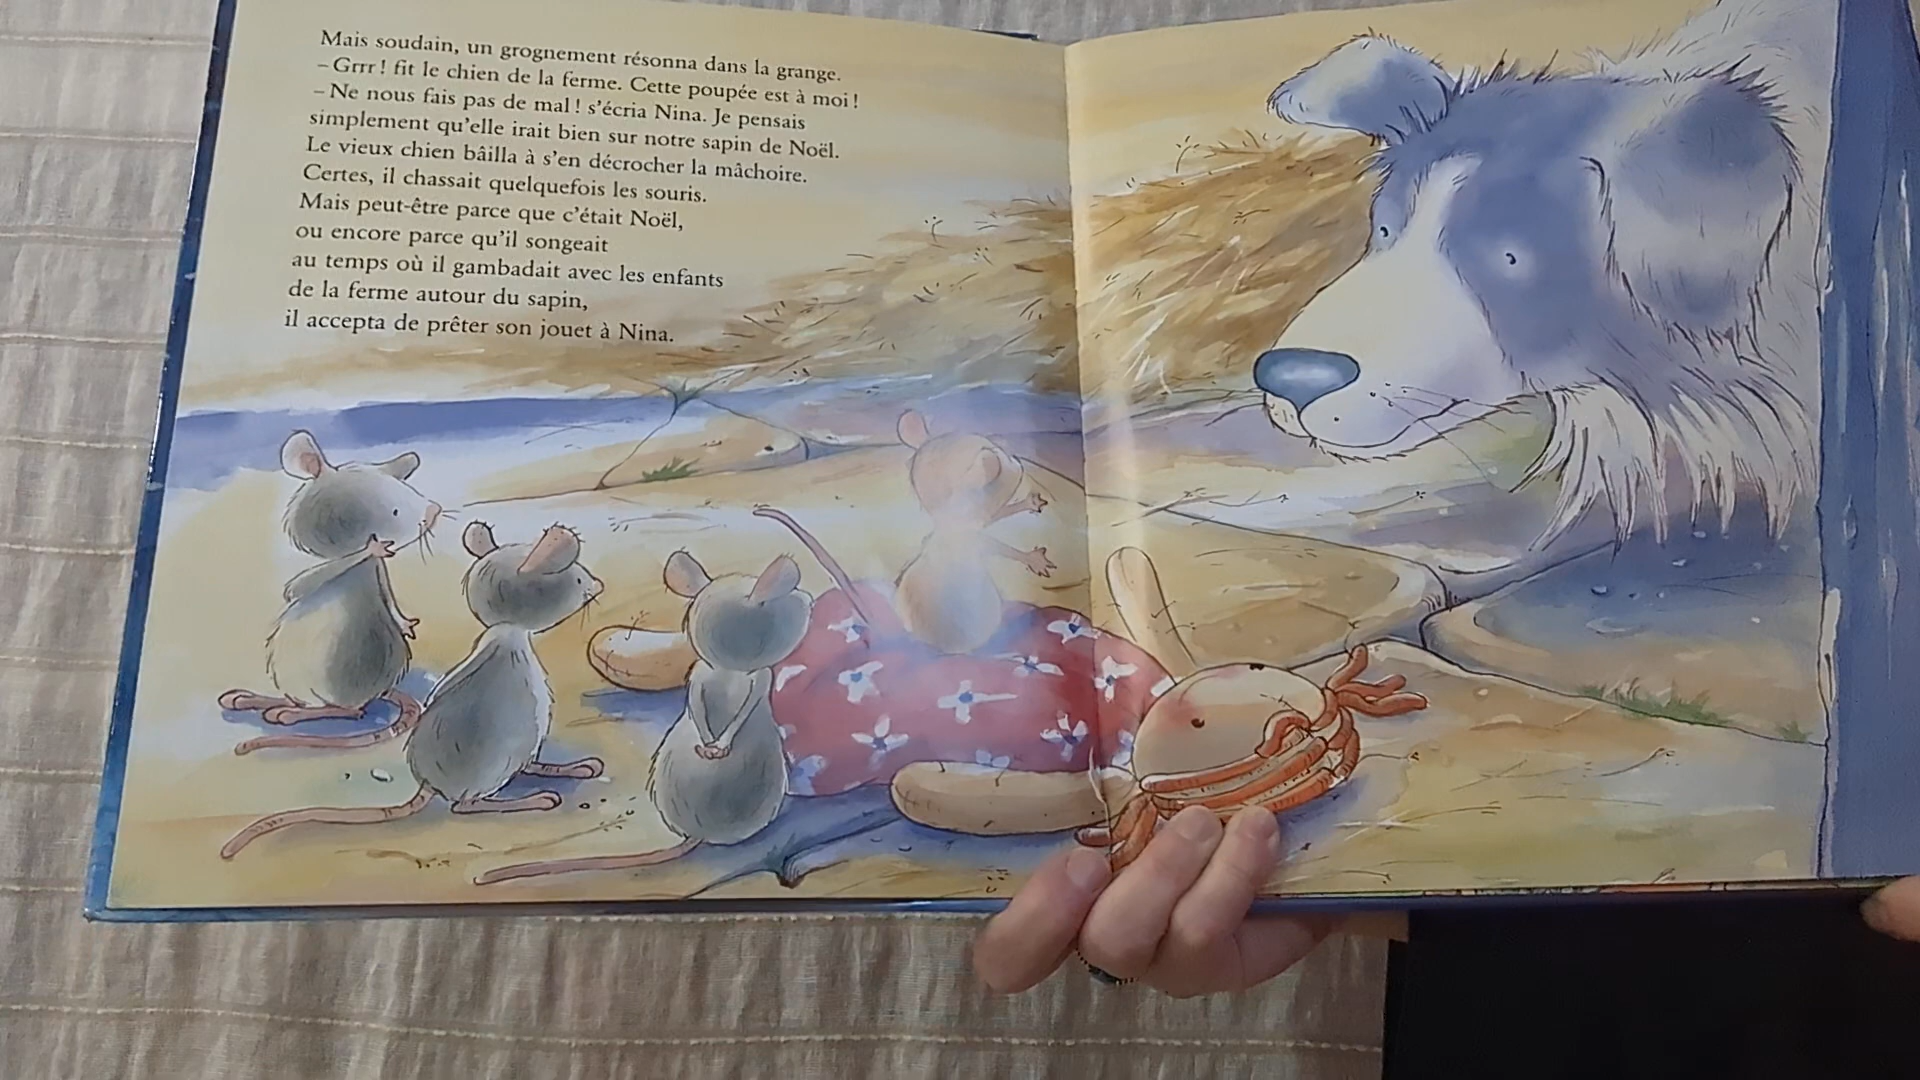 Mais soudain, un grognement résonna dans la grange.
– Grrr ! fit le chien de la ferme. Cette poupée est à moi !
– Ne nous fais pas de mal ! s'écria Nina. Je pensais
simplement qu'elle irait bien sur notre sapin de Noël.
Le vieux chien bâilla à s'en décrocher la mâchoire.
Certes, il chassait quelquefois les souris.
Mais peut-être parce que c'était Noël,
ou encore parce qu'il songeait
au temps où il gambadait avec les enfants
de la ferme autour du sapin,
il accepta de prêter son jouet à Nina.